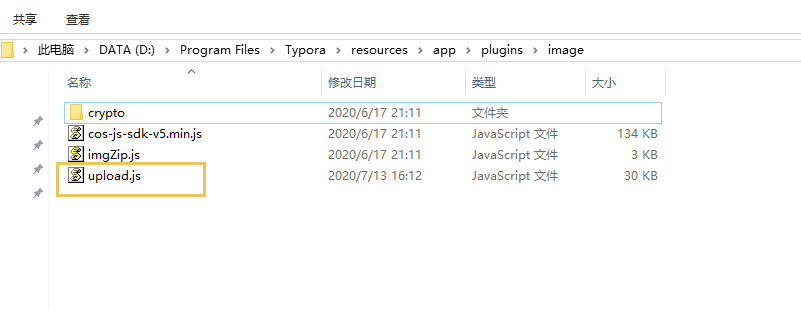 共享 查看
此电脑 > DATA (D:) > Program Files > Typora > resources > app > plugins > image
名称 修改日期 类型 大小
crypto 2020/6/17 21:11 文件夹
cos-js-sdk-v5.min.js 2020/6/17 21:11 JavaScript 文件 134 KB
imgZip.js 2020/6/17 21:11 JavaScript 文件 3 KB
upload.js 2020/7/13 16:12 JavaScript 文件 30 KB